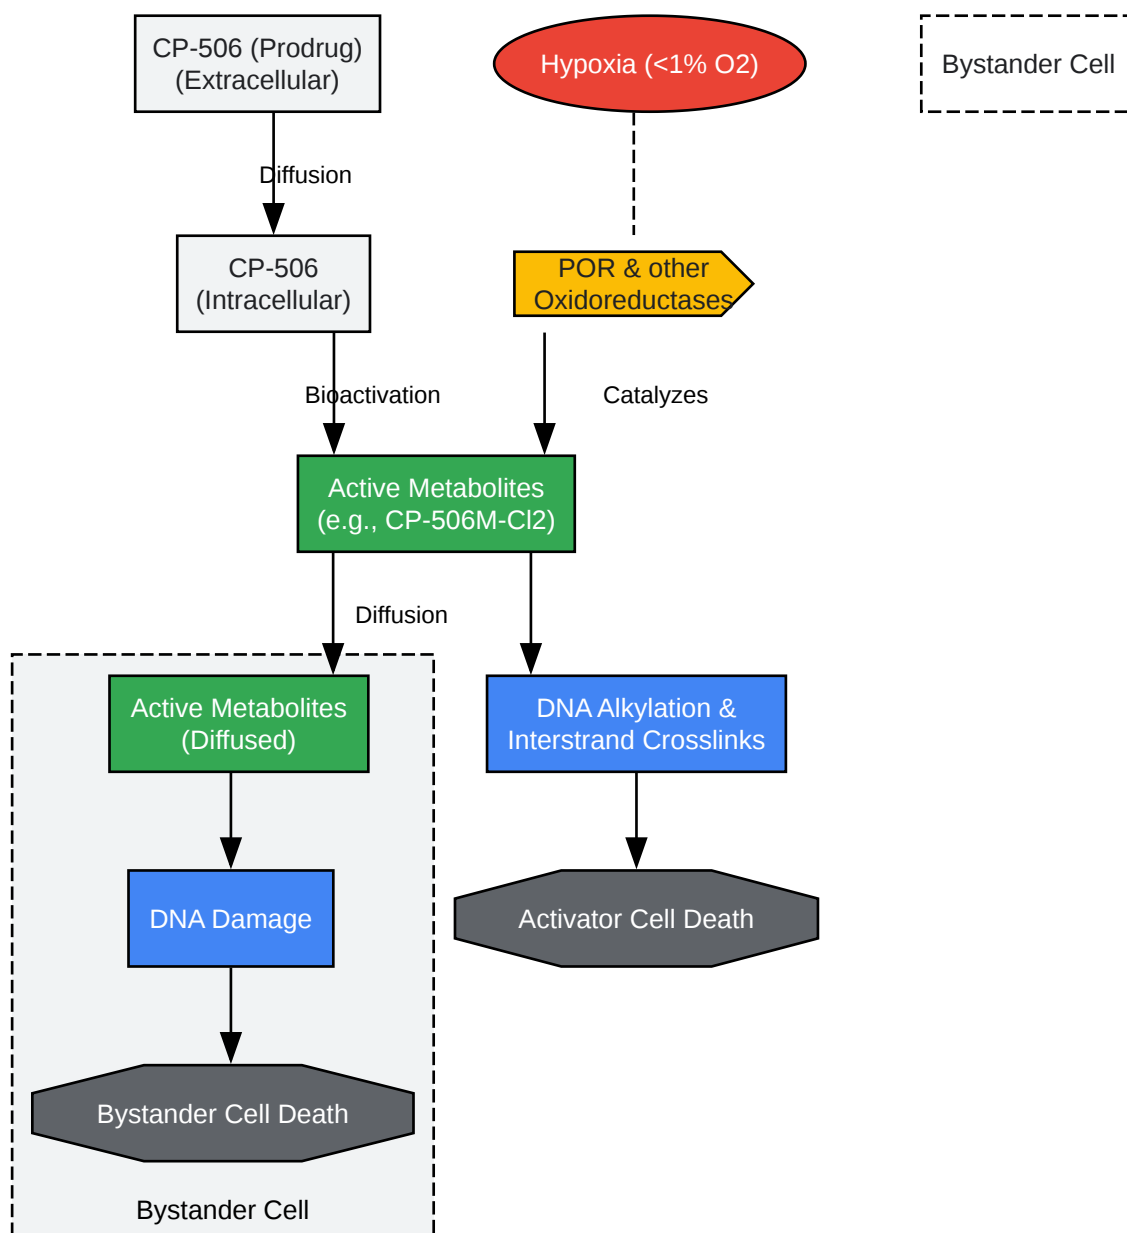 CP-506 (Prodrug)
(Extracellular)
Hypoxia (<1% O2)
Bystander Cell
Diffusion
CP-506
(Intracellular)
POR & other
Oxidoreductases
Bioactivation
Catalyzes
Active Metabolites
(e.g., CP-506M-Cl2)
Diffusion
Active Metabolites
(Diffused)
DNA Alkylation &
Interstrand Crosslinks
DNA Damage
Activator Cell Death
Bystander Cell Death
Bystander Cell